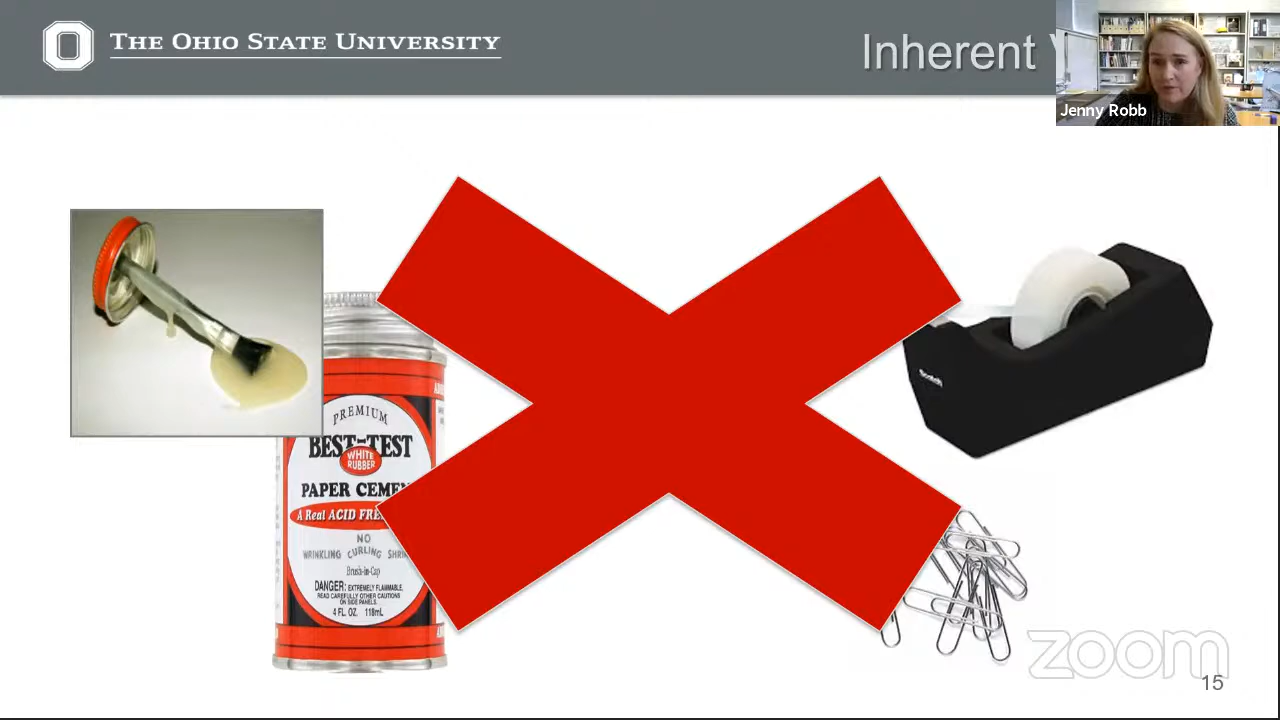 THE OHIO STATE UNIVERSITY
Inherent
Jenny Robb
PREMIUM
BEST-TEST
WHITE
RUBBER
PAPER CEMEN
A Real ACID FRE
NO
WRINKLING CURLING SHRI
Brush-in-Cap
DANGER: EXTREMELY FLAMMABLE.
READ CAREFULLY OTHER CAUTIONS
ON SIDE PANELS.
4 FL. OZ. 118mL
Scotch
zoom
15